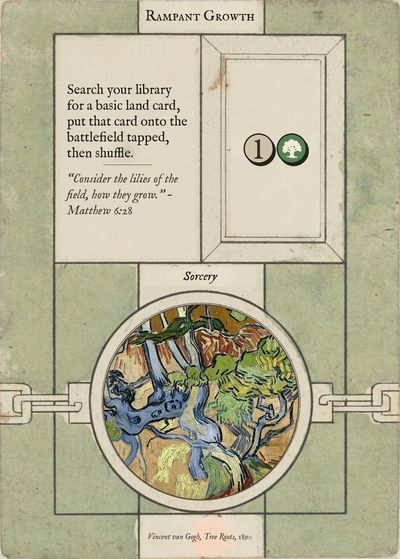 Rampant Growth
Search your library
for a basic land card,
put that card onto the
battlefield tapped,
then shuffle.
“Consider the lilies of the
field, how they grow.” –
Matthew 6:28
1
Sorcery
Vincent van Gogh, Tree Roots, 1890